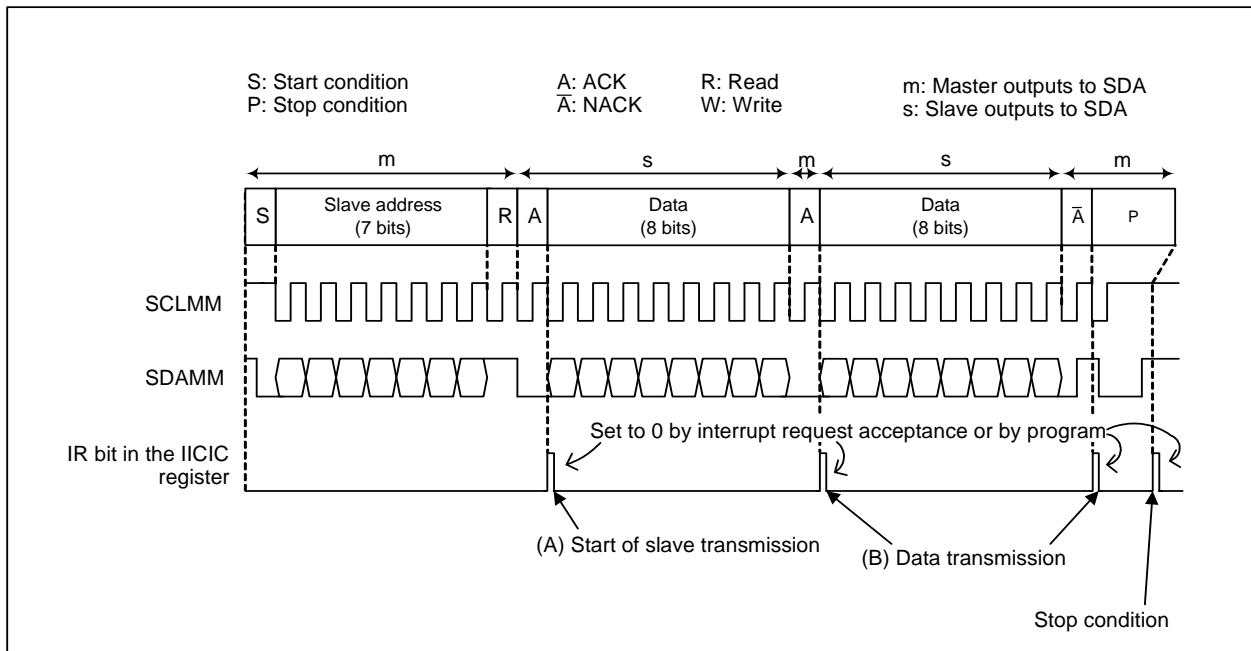 S: Start condition
P: Stop condition
A: ACK
A̅: NACK
R: Read
W: Write
m: Master outputs to SDA
s: Slave outputs to SDA
m s m s m
S Slave address (7 bits) R A Data (8 bits) A Data (8 bits) A̅ P
SCLMM
SDAMM
Set to 0 by interrupt request acceptance or by program
IR bit in the IICIC
register
(A) Start of slave transmission
(B) Data transmission
Stop condition